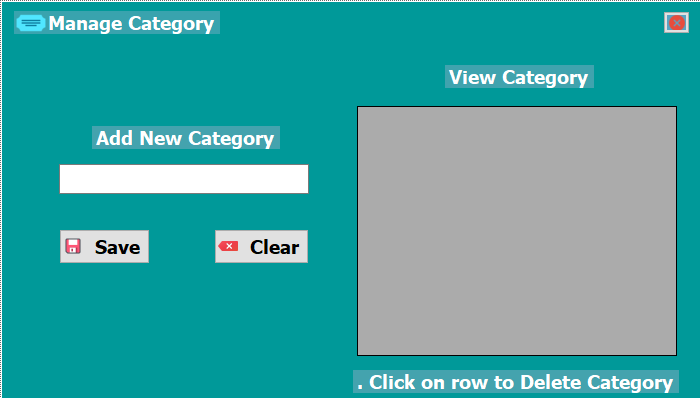 Manage Category
View Category
Add New Category
Save
Clear
. Click on row to Delete Category